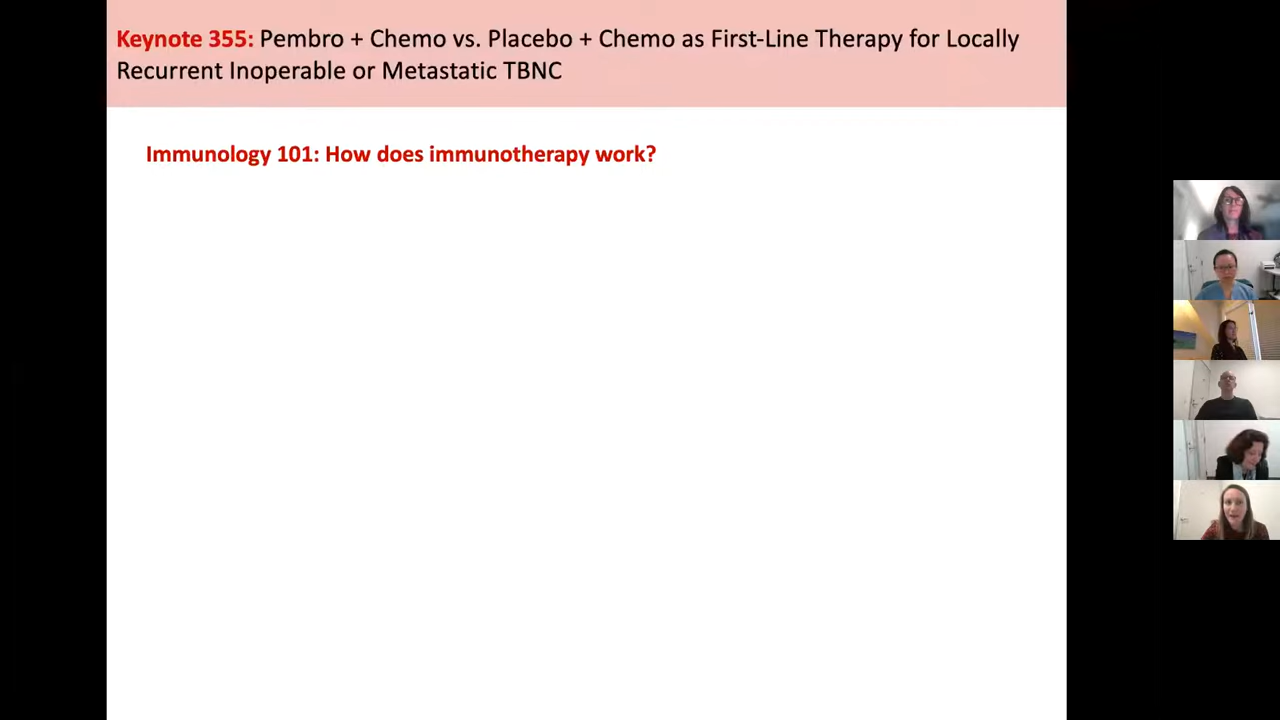 Keynote 355: Pembro + Chemo vs. Placebo + Chemo as First-Line Therapy for Locally
Recurrent Inoperable or Metastatic TBNC
Immunology 101: How does immunotherapy work?